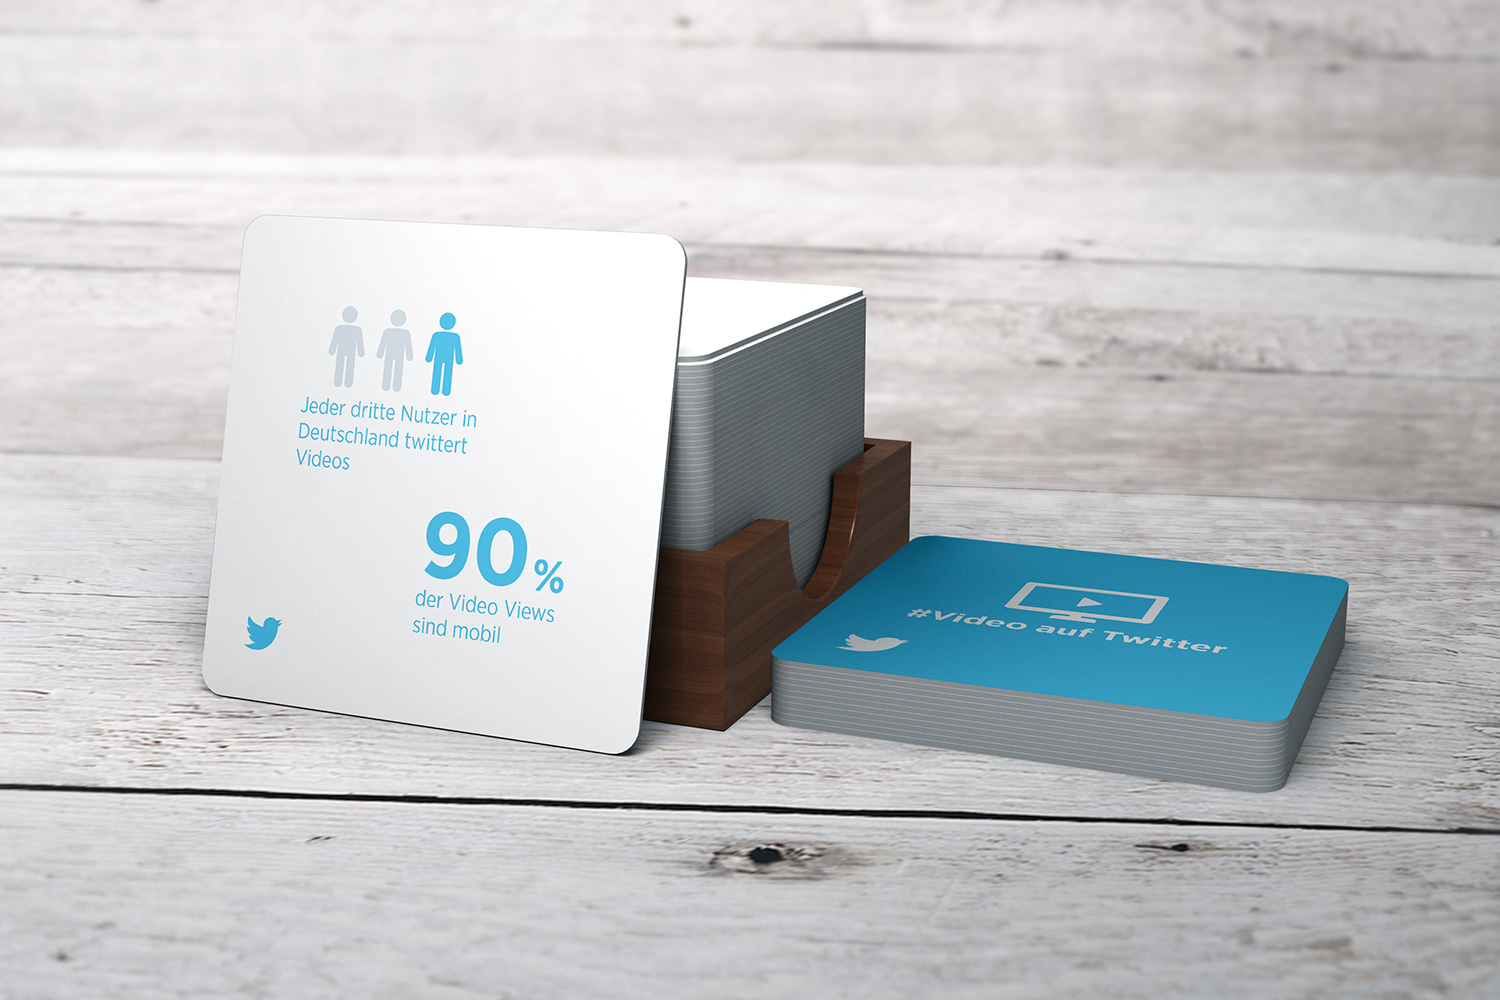 Jeder dritte Nutzer in
Deutschland twittert
Videos
90%
der Video Views
sind mobil
#Video auf Twitter